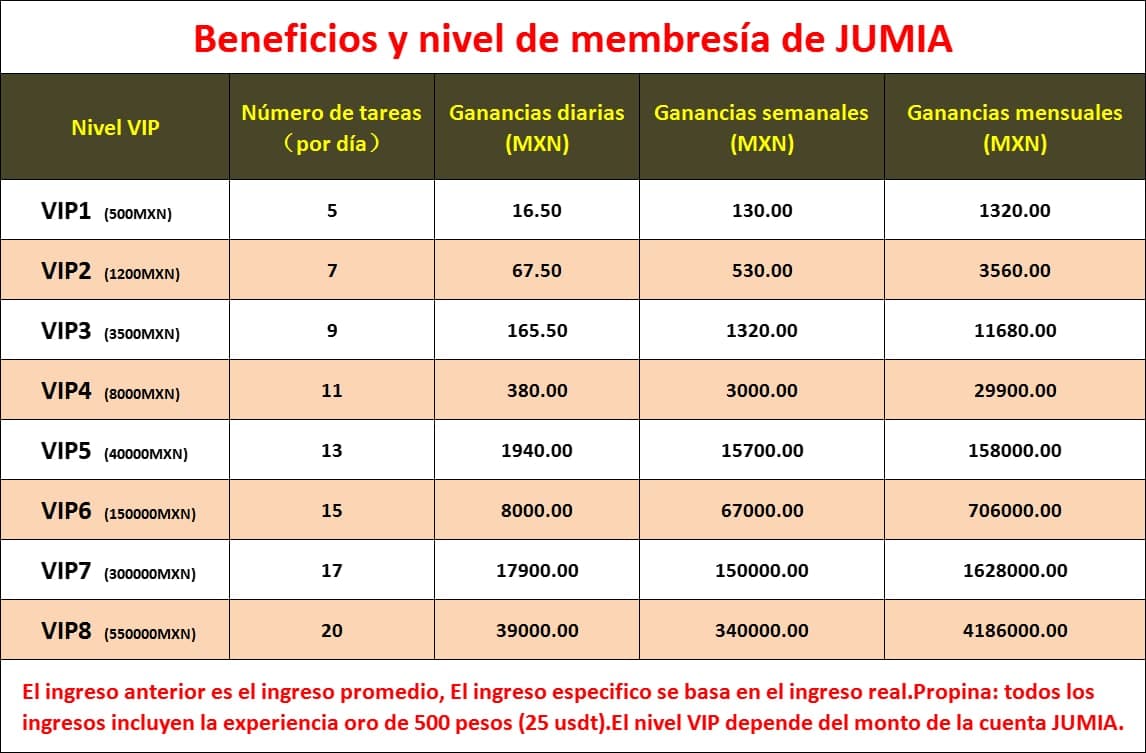 Beneficios y nivel de membresía de JUMIA
Nivel VIP
Número de tareas
（por día）
Ganancias diarias
(MXN)
Ganancias semanales
(MXN)
Ganancias mensuales
(MXN)
VIP1 (500MXN) 5 16.50 130.00 1320.00
VIP2 (1200MXN) 7 67.50 530.00 3560.00
VIP3 (3500MXN) 9 165.50 1320.00 11680.00
VIP4 (8000MXN) 11 380.00 3000.00 29900.00
VIP5 (40000MXN) 13 1940.00 15700.00 158000.00
VIP6 (150000MXN) 15 8000.00 67000.00 706000.00
VIP7 (300000MXN) 17 17900.00 150000.00 1628000.00
VIP8 (550000MXN) 20 39000.00 340000.00 4186000.00
El ingreso anterior es el ingreso promedio, El ingreso especifico se basa en el ingreso real.Propina: todos los
ingresos incluyen la experiencia oro de 500 pesos (25 usdt).El nivel VIP depende del monto de la cuenta JUMIA.